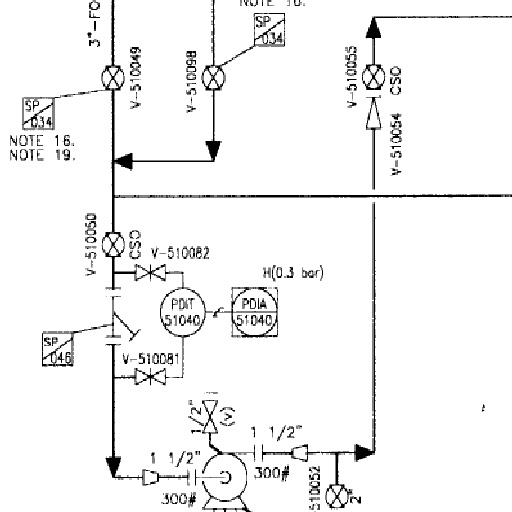 NOTE 16.
3"-FO
SP
034
V-510049
V-510098
V-510055
CSO
SP
034
NOTE 16.
NOTE 19.
V-510054
V-510060
CSO
V-510082
H(0.3 bar)
PDIT
51040
PDIA
51040
SP
046
V-510081
1/2"
(V)
1 1/2"
300#
1 1/2"
300#
510052
2"